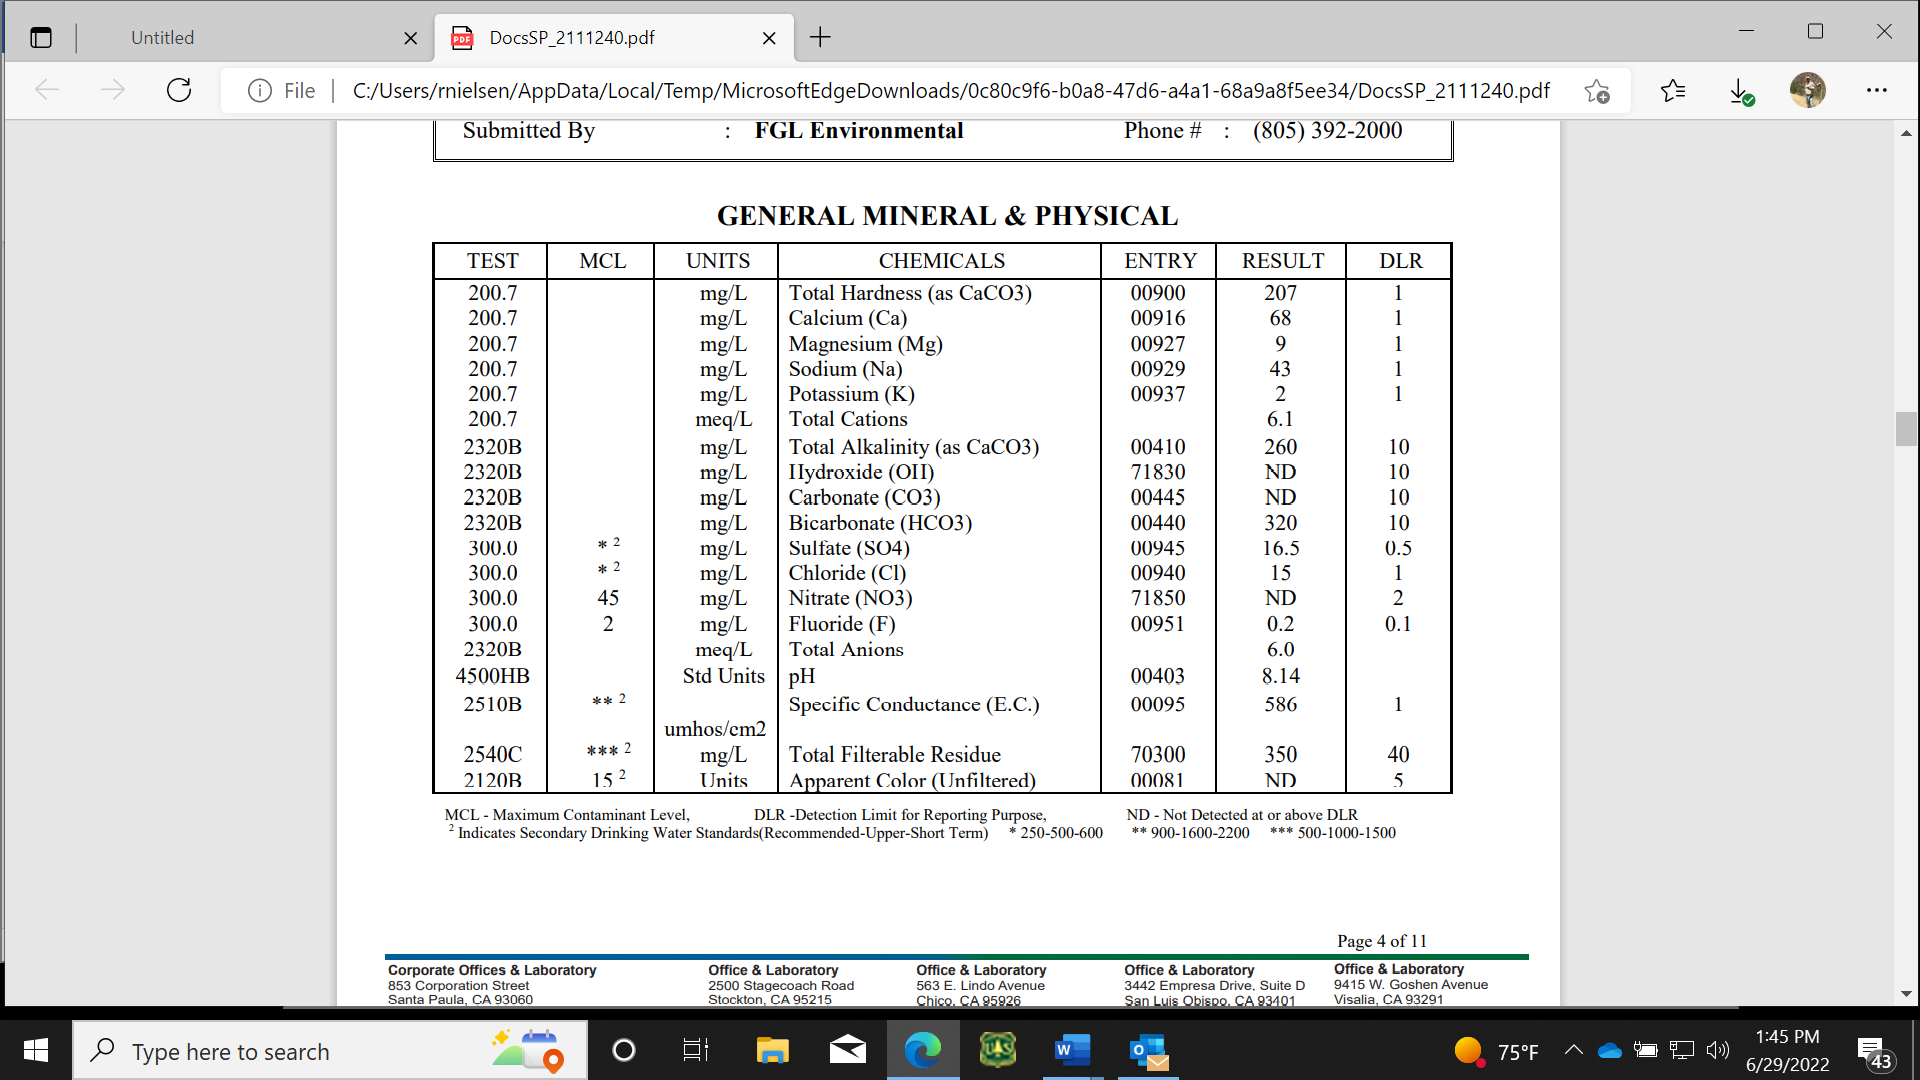 Untitled
DocsSP_2111240.pdf
File | C:/Users/rnielsen/AppData/Local/Temp/MicrosoftEdgeDownloads/0c80c9f6-b0a8-47d6-a4a1-68a9a8f5ee34/DocsSP_2111240.pdf
Submitted By : FGL Environmental Phone # : (805) 392-2000
GENERAL MINERAL & PHYSICAL
TEST MCL UNITS CHEMICALS ENTRY RESULT DLR
200.7 mg/L Total Hardness (as CaCO3) 00900 207 1
200.7 mg/L Calcium (Ca) 00916 68 1
200.7 mg/L Magnesium (Mg) 00927 9 1
200.7 mg/L Sodium (Na) 00929 43 1
200.7 mg/L Potassium (K) 00937 2 1
200.7 meq/L Total Cations 6.1
2320B mg/L Total Alkalinity (as CaCO3) 00410 260 10
2320B mg/L Hydroxide (OH) 71830 ND 10
2320B mg/L Carbonate (CO3) 00445 ND 10
2320B mg/L Bicarbonate (HCO3) 00440 320 10
300.0 * 2 mg/L Sulfate (SO4) 00945 16.5 0.5
300.0 * 2 mg/L Chloride (Cl) 00940 15 1
300.0 45 mg/L Nitrate (NO3) 71850 ND 2
300.0 2 mg/L Fluoride (F) 00951 0.2 0.1
2320B meq/L Total Anions 6.0
4500HB Std Units pH 00403 8.14
2510B ** 2 Specific Conductance (E.C.) 00095 586 1
umhos/cm2
2540C *** 2 mg/L Total Filterable Residue 70300 350 40
2120B 15 2 Units Apparent Color (Unfiltered) 00081 ND 5
MCL - Maximum Contaminant Level, DLR -Detection Limit for Reporting Purpose, ND - Not Detected at or above DLR
2 Indicates Secondary Drinking Water Standards(Recommended-Upper-Short Term) * 250-500-600 ** 900-1600-2200 *** 500-1000-1500
Page 4 of 11
Corporate Offices & Laboratory Office & Laboratory Office & Laboratory Office & Laboratory Office & Laboratory
853 Corporation Street 2500 Stagecoach Road 563 E. Lindo Avenue 3442 Empresa Drive, Suite D 9415 W. Goshen Avenue
Santa Paula, CA 93060 Stockton, CA 95215 Chico, CA 95926 San Luis Obispo, CA 93401 Visalia, CA 93291
Type here to search
75°F
1:45 PM
6/29/2022
43